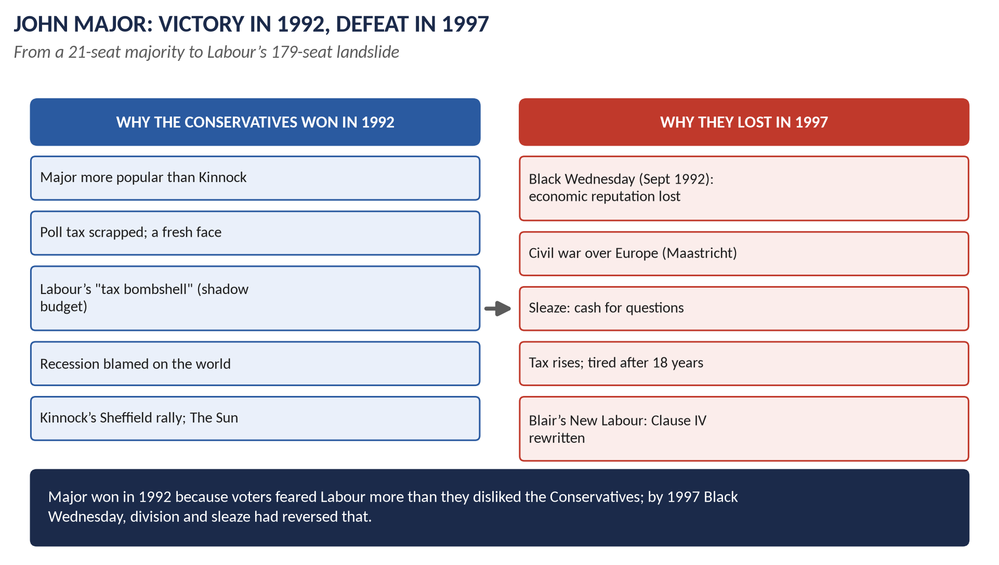 JOHN MAJOR: VICTORY IN 1992, DEFEAT IN 1997
From a 21-seat majority to Labour’s 179-seat landslide
WHY THE CONSERVATIVES WON IN 1992
Major more popular than Kinnock
Poll tax scrapped; a fresh face
Labour’s "tax bombshell" (shadow
budget)
Recession blamed on the world
Kinnock’s Sheffield rally; The Sun
WHY THEY LOST IN 1997
Black Wednesday (Sept 1992):
economic reputation lost
Civil war over Europe (Maastricht)
Sleaze: cash for questions
Tax rises; tired after 18 years
Blair’s New Labour: Clause IV
rewritten
Major won in 1992 because voters feared Labour more than they disliked the Conservatives; by 1997 Black
Wednesday, division and sleaze had reversed that.